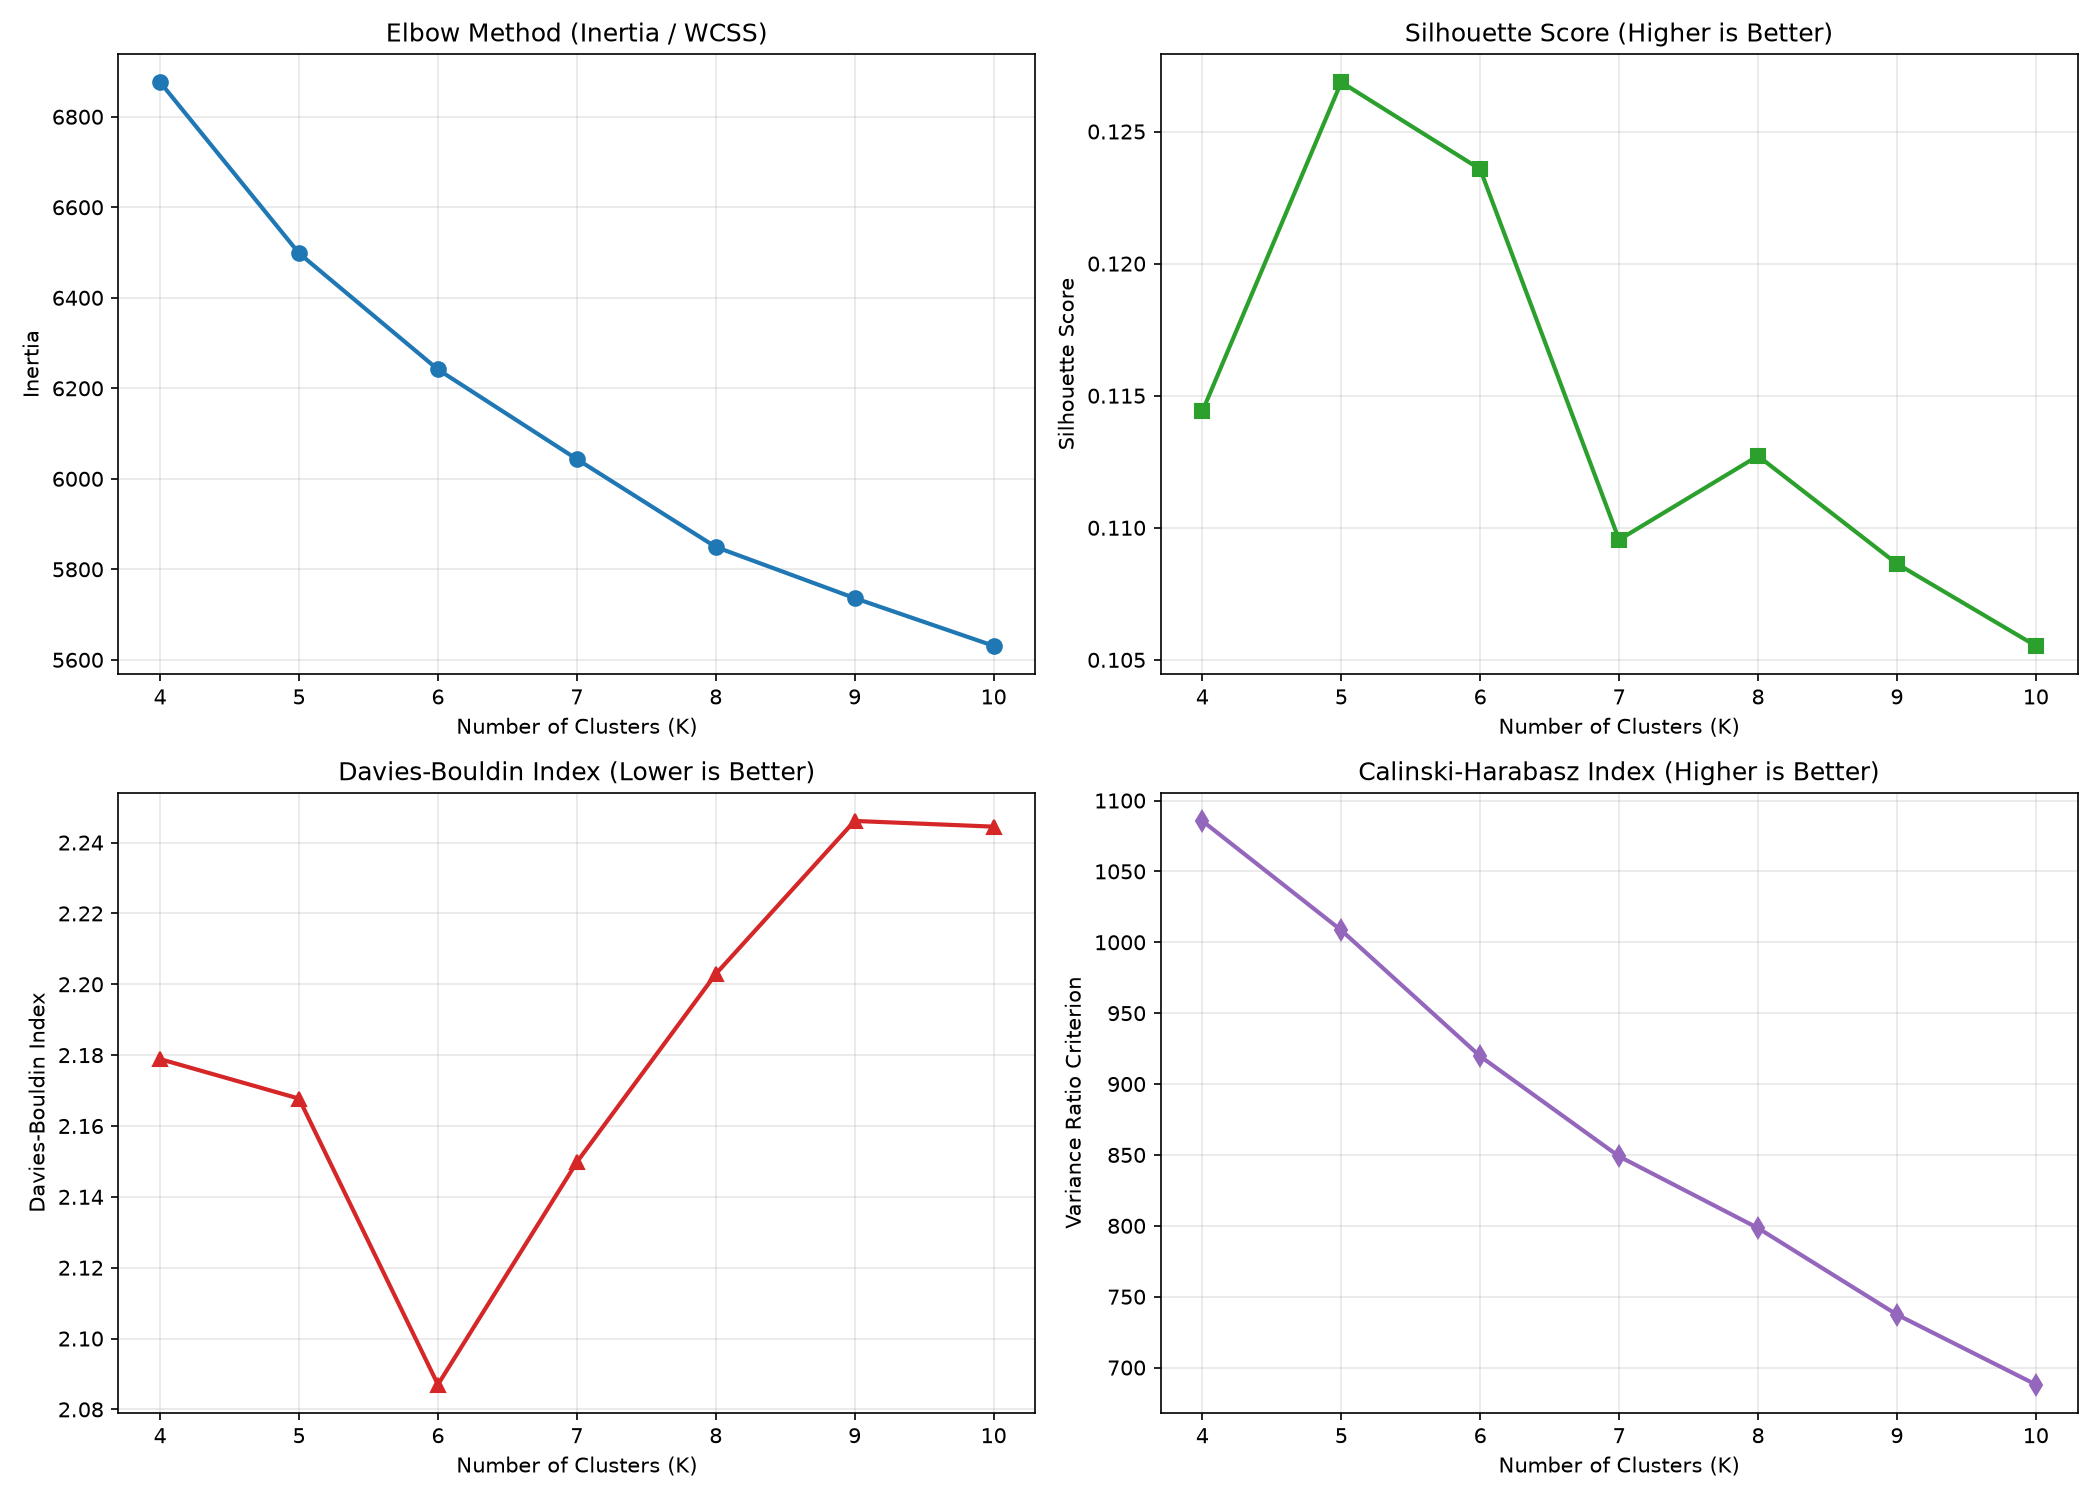 Elbow Method (Inertia / WCSS)
Inertia
6800
6600
6400
6200
6000
5800
5600
4 5 6 7 8 9 10
Number of Clusters (K)
Silhouette Score (Higher is Better)
Silhouette Score
0.125
0.120
0.115
0.110
0.105
4 5 6 7 8 9 10
Number of Clusters (K)
Davies-Bouldin Index (Lower is Better)
Davies-Bouldin Index
2.24
2.22
2.20
2.18
2.16
2.14
2.12
2.10
2.08
4 5 6 7 8 9 10
Number of Clusters (K)
Calinski-Harabasz Index (Higher is Better)
Variance Ratio Criterion
1100
1050
1000
950
900
850
800
750
700
4 5 6 7 8 9 10
Number of Clusters (K)